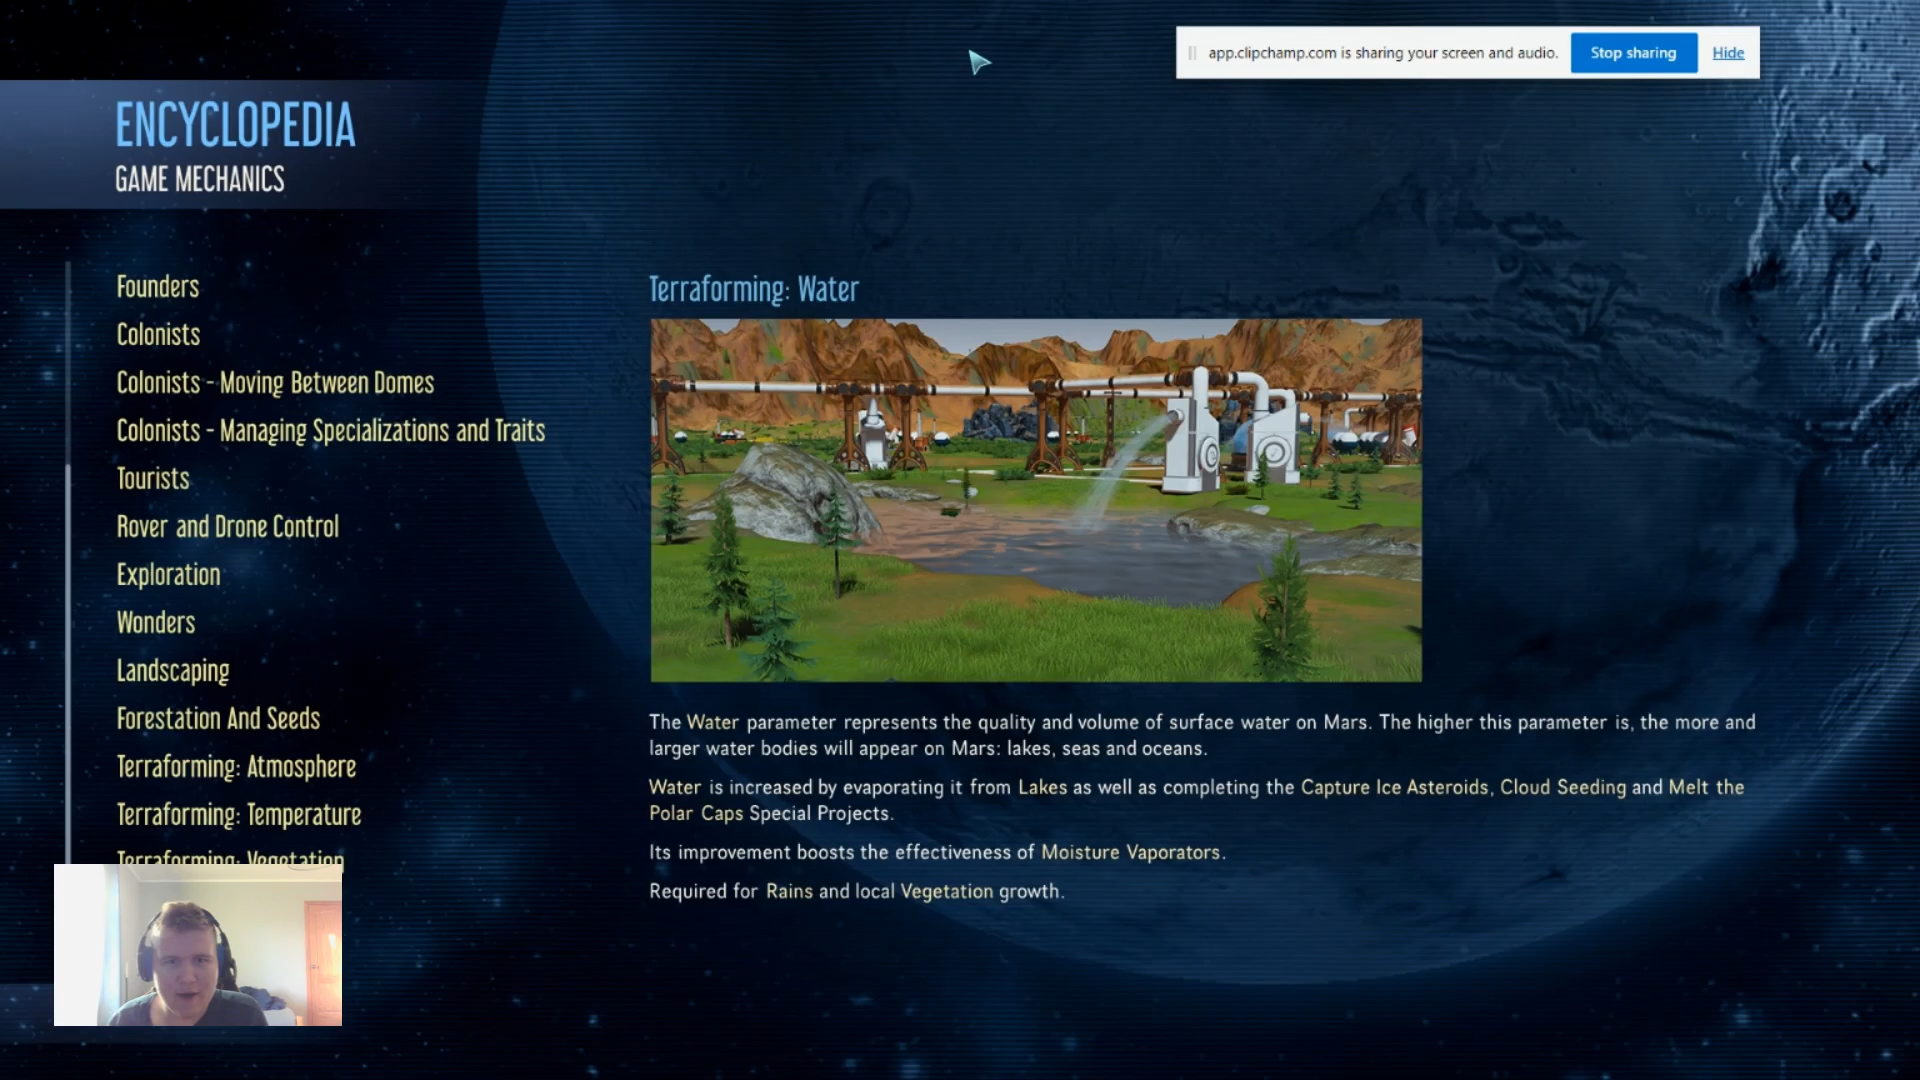 app.clipchamp.com is sharing your screen and audio.
Stop sharing
Hide
ENCYCLOPEDIA
GAME MECHANICS
Founders
Colonists
Colonists - Moving Between Domes
Colonists - Managing Specializations and Traits
Tourists
Rover and Drone Control
Exploration
Wonders
Landscaping
Forestation And Seeds
Terraforming: Atmosphere
Terraforming: Temperature
Terraforming: Vegetation
Terraforming: Water
The Water parameter represents the quality and volume of surface water on Mars. The higher this parameter is, the more and
larger water bodies will appear on Mars: lakes, seas and oceans.
Water is increased by evaporating it from Lakes as well as completing the Capture Ice Asteroids, Cloud Seeding and Melt the
Polar Caps Special Projects.
Its improvement boosts the effectiveness of Moisture Vaporators.
Required for Rains and local Vegetation growth.